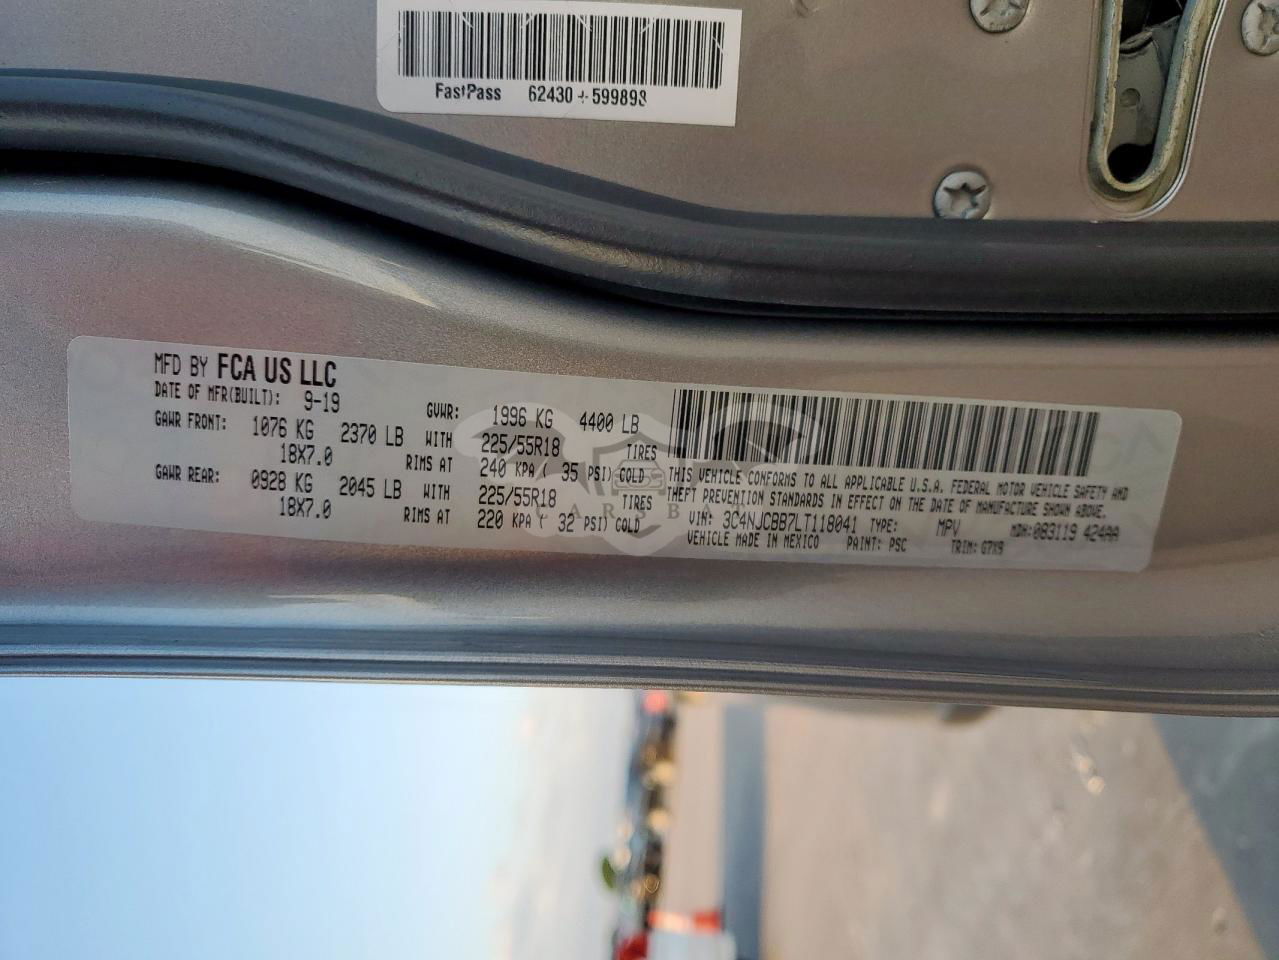 FastPass 62430 + 599898
MFD BY FCA US LLC
DATE OF MFR(BUILT): 9-19 GVWR: 1996 KG 4400 LB
GAWR FRONT: 1076 KG 2370 LB WITH 225/55R18 TIRES
18X7.0 RIMS AT 240 KPA ( 35 PSI) COLD
GAWR REAR: 0928 KG 2045 LB WITH 225/55R18 TIRES
18X7.0 RIMS AT 220 KPA ( 32 PSI) COLD
THIS VEHICLE CONFORMS TO ALL APPLICABLE U.S.A. FEDERAL MOTOR VEHICLE SAFETY AND
THEFT PREVENTION STANDARDS IN EFFECT ON THE DATE OF MANUFACTURE SHOWN ABOVE.
VIN: 3C4NJCBB7LT118041 TYPE: MPV MDH:083119 424AA
VEHICLE MADE IN MEXICO PAINT: PSC TRIM: G7X9